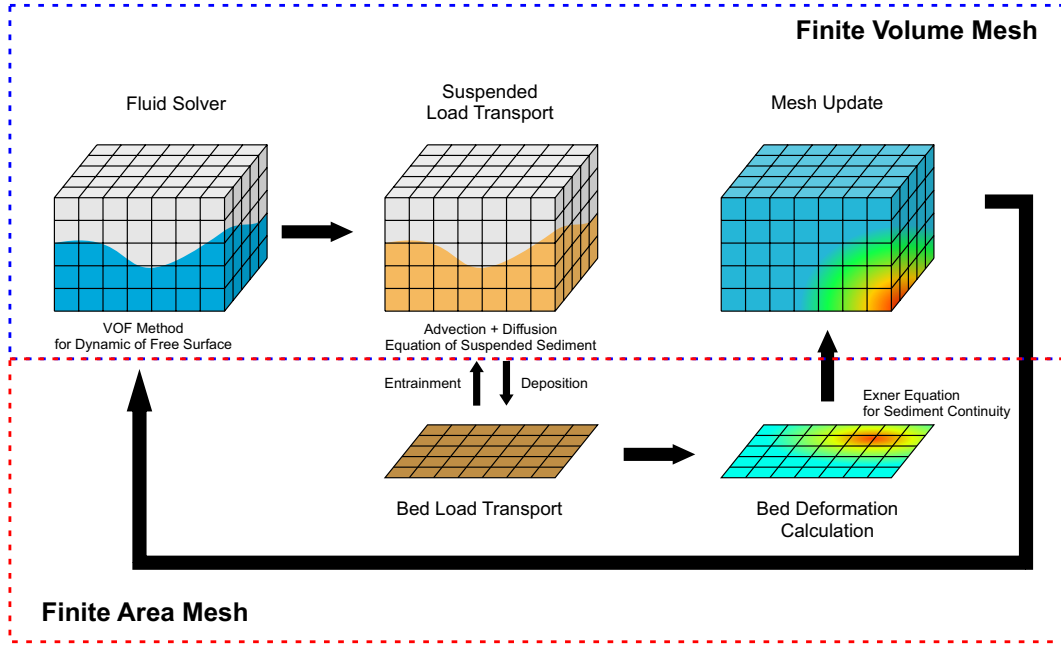 Finite Volume Mesh
Fluid Solver
Suspended
Load Transport
Mesh Update
VOF Method
for Dynamic of Free Surface
Advection + Diffusion
Equation of Suspended Sediment
Entrainment
Deposition
Exner Equation
for Sediment Continuity
Bed Load Transport
Bed Deformation
Calculation
Finite Area Mesh